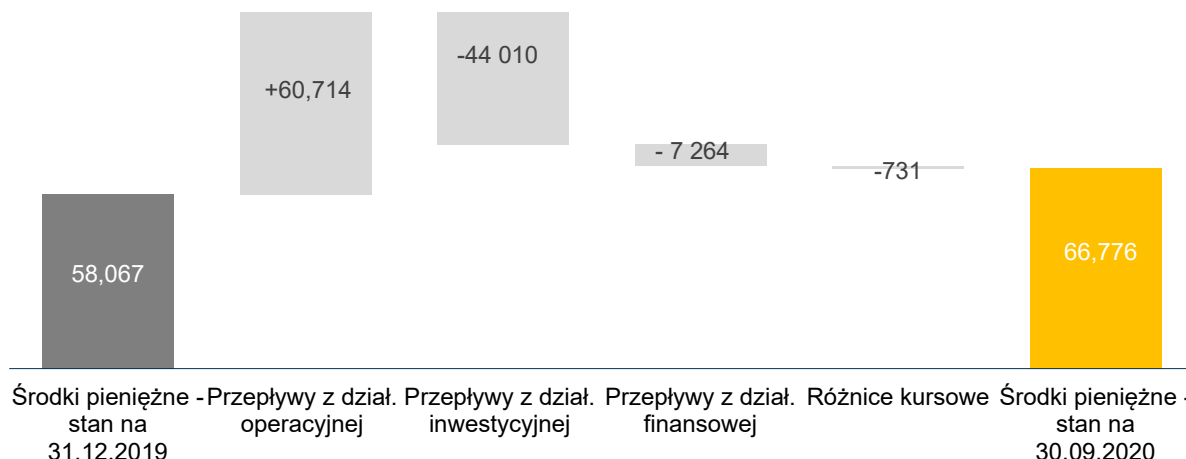 +60,714
-44 010
- 7 264
-731
58,067
66,776
Środki pieniężne -
stan na
31.12.2019
Przepływy z dział.
operacyjnej
Przepływy z dział.
inwestycyjnej
Przepływy z dział.
finansowej
Różnice kursowe
Środki pieniężne -
stan na
30.09.2020